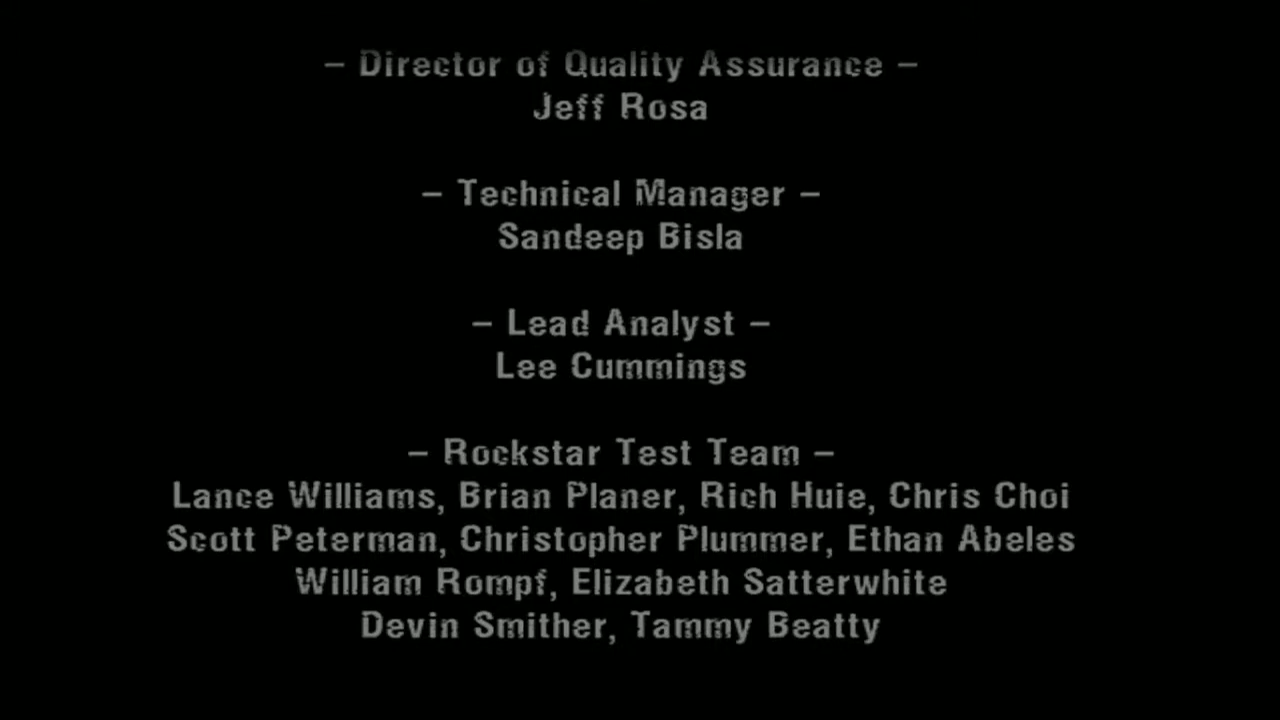 – Director of Quality Assurance –
Jeff Rosa
– Technical Manager –
Sandeep Bisla
– Lead Analyst –
Lee Cummings
– Rockstar Test Team –
Lance Williams, Brian Planer, Rich Huie, Chris Choi
Scott Peterman, Christopher Plummer, Ethan Abeles
William Rompf, Elizabeth Satterwhite
Devin Smither, Tammy Beatty